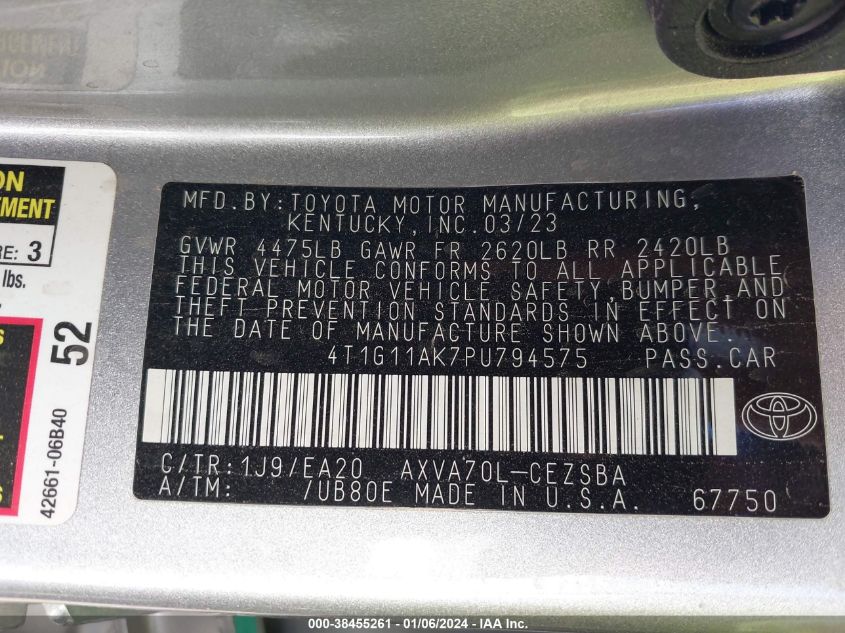 ON
EMENT
RE: 3
lbs.
S
52
42661-06B40
MFD.BY:TOYOTA MOTOR MANUFACTURING,
KENTUCKY,INC.03/23
GVWR 4475LB GAWR FR 2620LB RR 2420LB
THIS VEHICLE CONFORMS TO ALL APPLICABLE
FEDERAL MOTOR VEHICLE SAFETY,BUMPER,AND
THEFT PREVENTION STANDARDS IN EFFECT ON
THE DATE OF MANUFACTURE SHOWN ABOVE.
4T1G11AK7PU794575 PASS.CAR
C/TR:1J9/EA20 AXVA70L-CEZSBA
A/TM: /UB80E MADE IN U.S.A. 67750
000-38455261 - 01/06/2024 - IAA Inc.